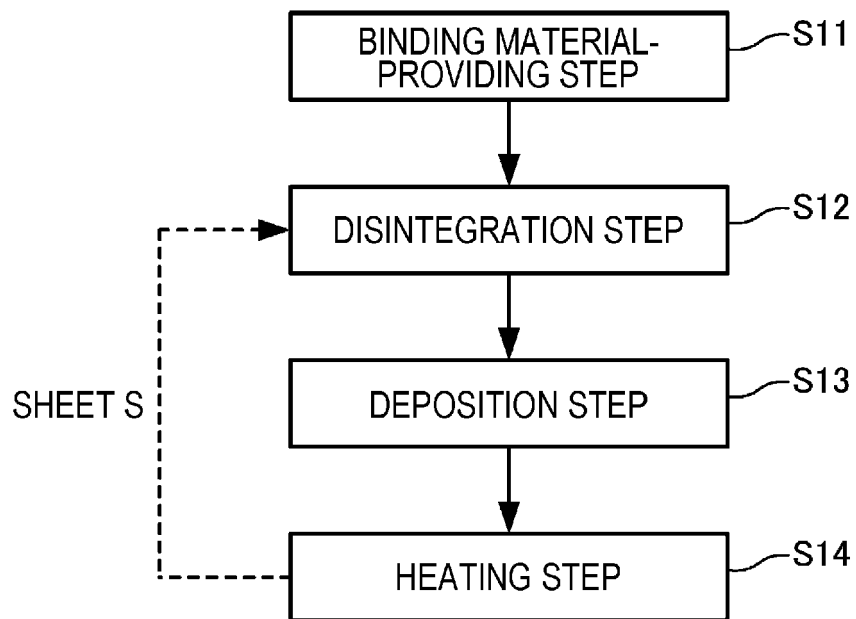 BINDING MATERIAL-
PROVIDING STEP
S11
DISINTEGRATION STEP
S12
DEPOSITION STEP
S13
SHEET S
HEATING STEP
S14